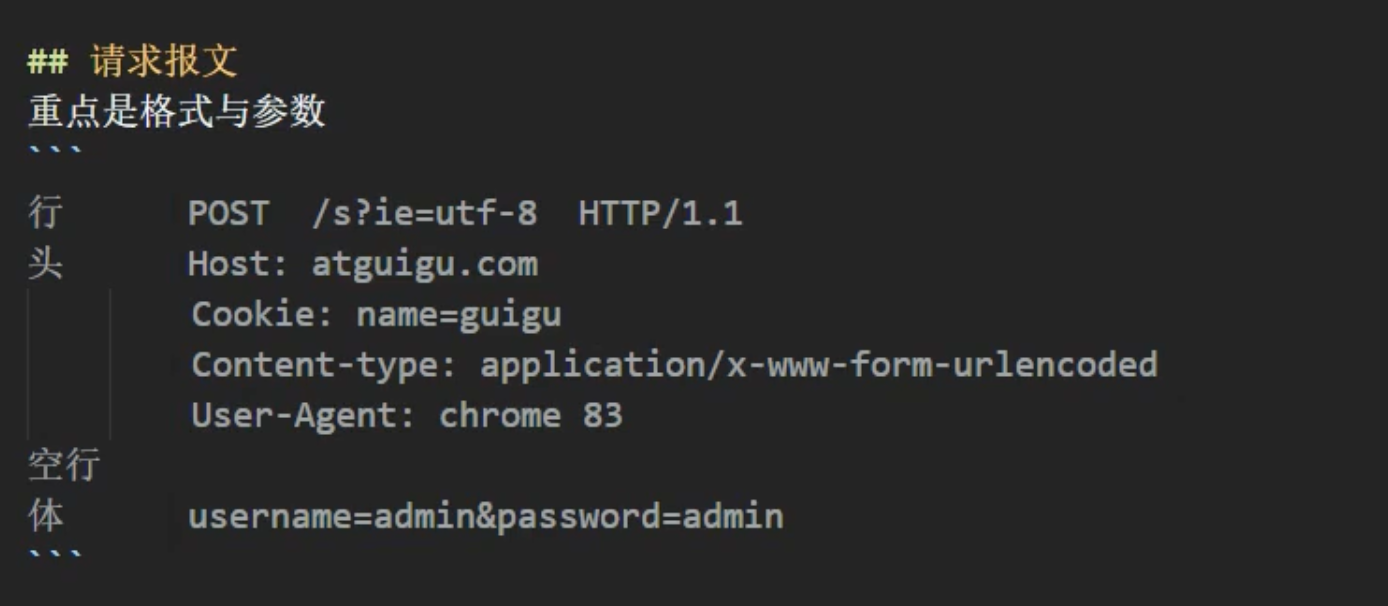 ## 请求报文
重点是格式与参数
```
行      POST  /s?ie=utf-8  HTTP/1.1
头      Host: atguigu.com
        Cookie: name=guigu
        Content-type: application/x-www-form-urlencoded
        User-Agent: chrome 83
空行
体      username=admin&password=admin
```